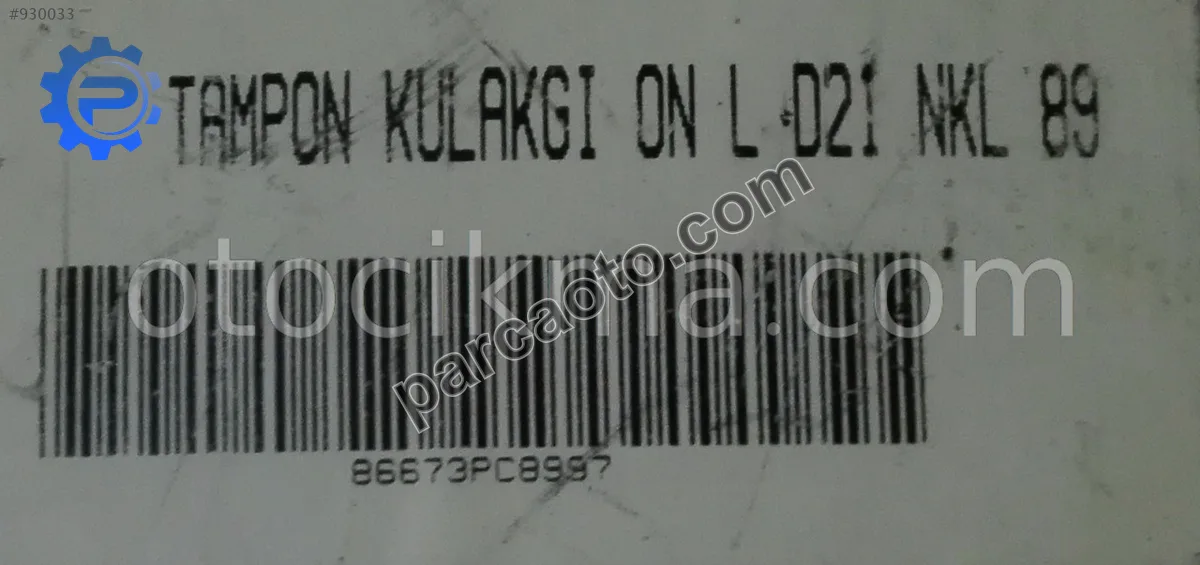 #930033
TAMPON KULAKGI ON L D21 NKL 89
parcaoto.com
otocikma.com
86673PC8997